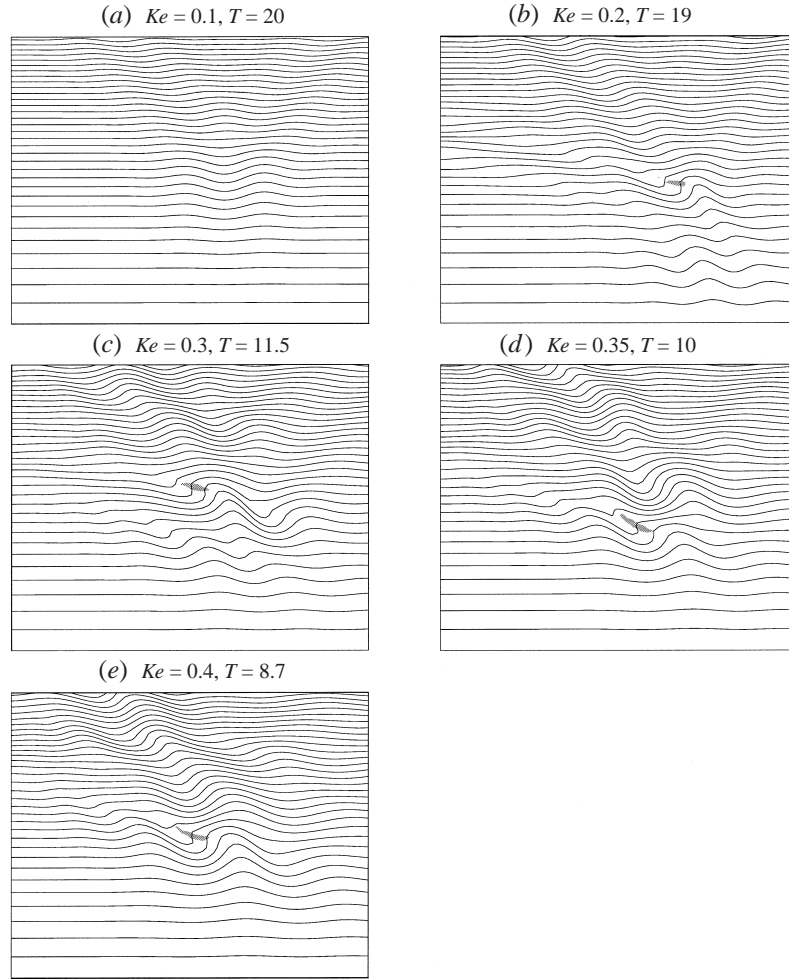 (a) Ke = 0.1, T = 20
(b) Ke = 0.2, T = 19
(c) Ke = 0.3, T = 11.5
(d) Ke = 0.35, T = 10
(e) Ke = 0.4, T = 8.7